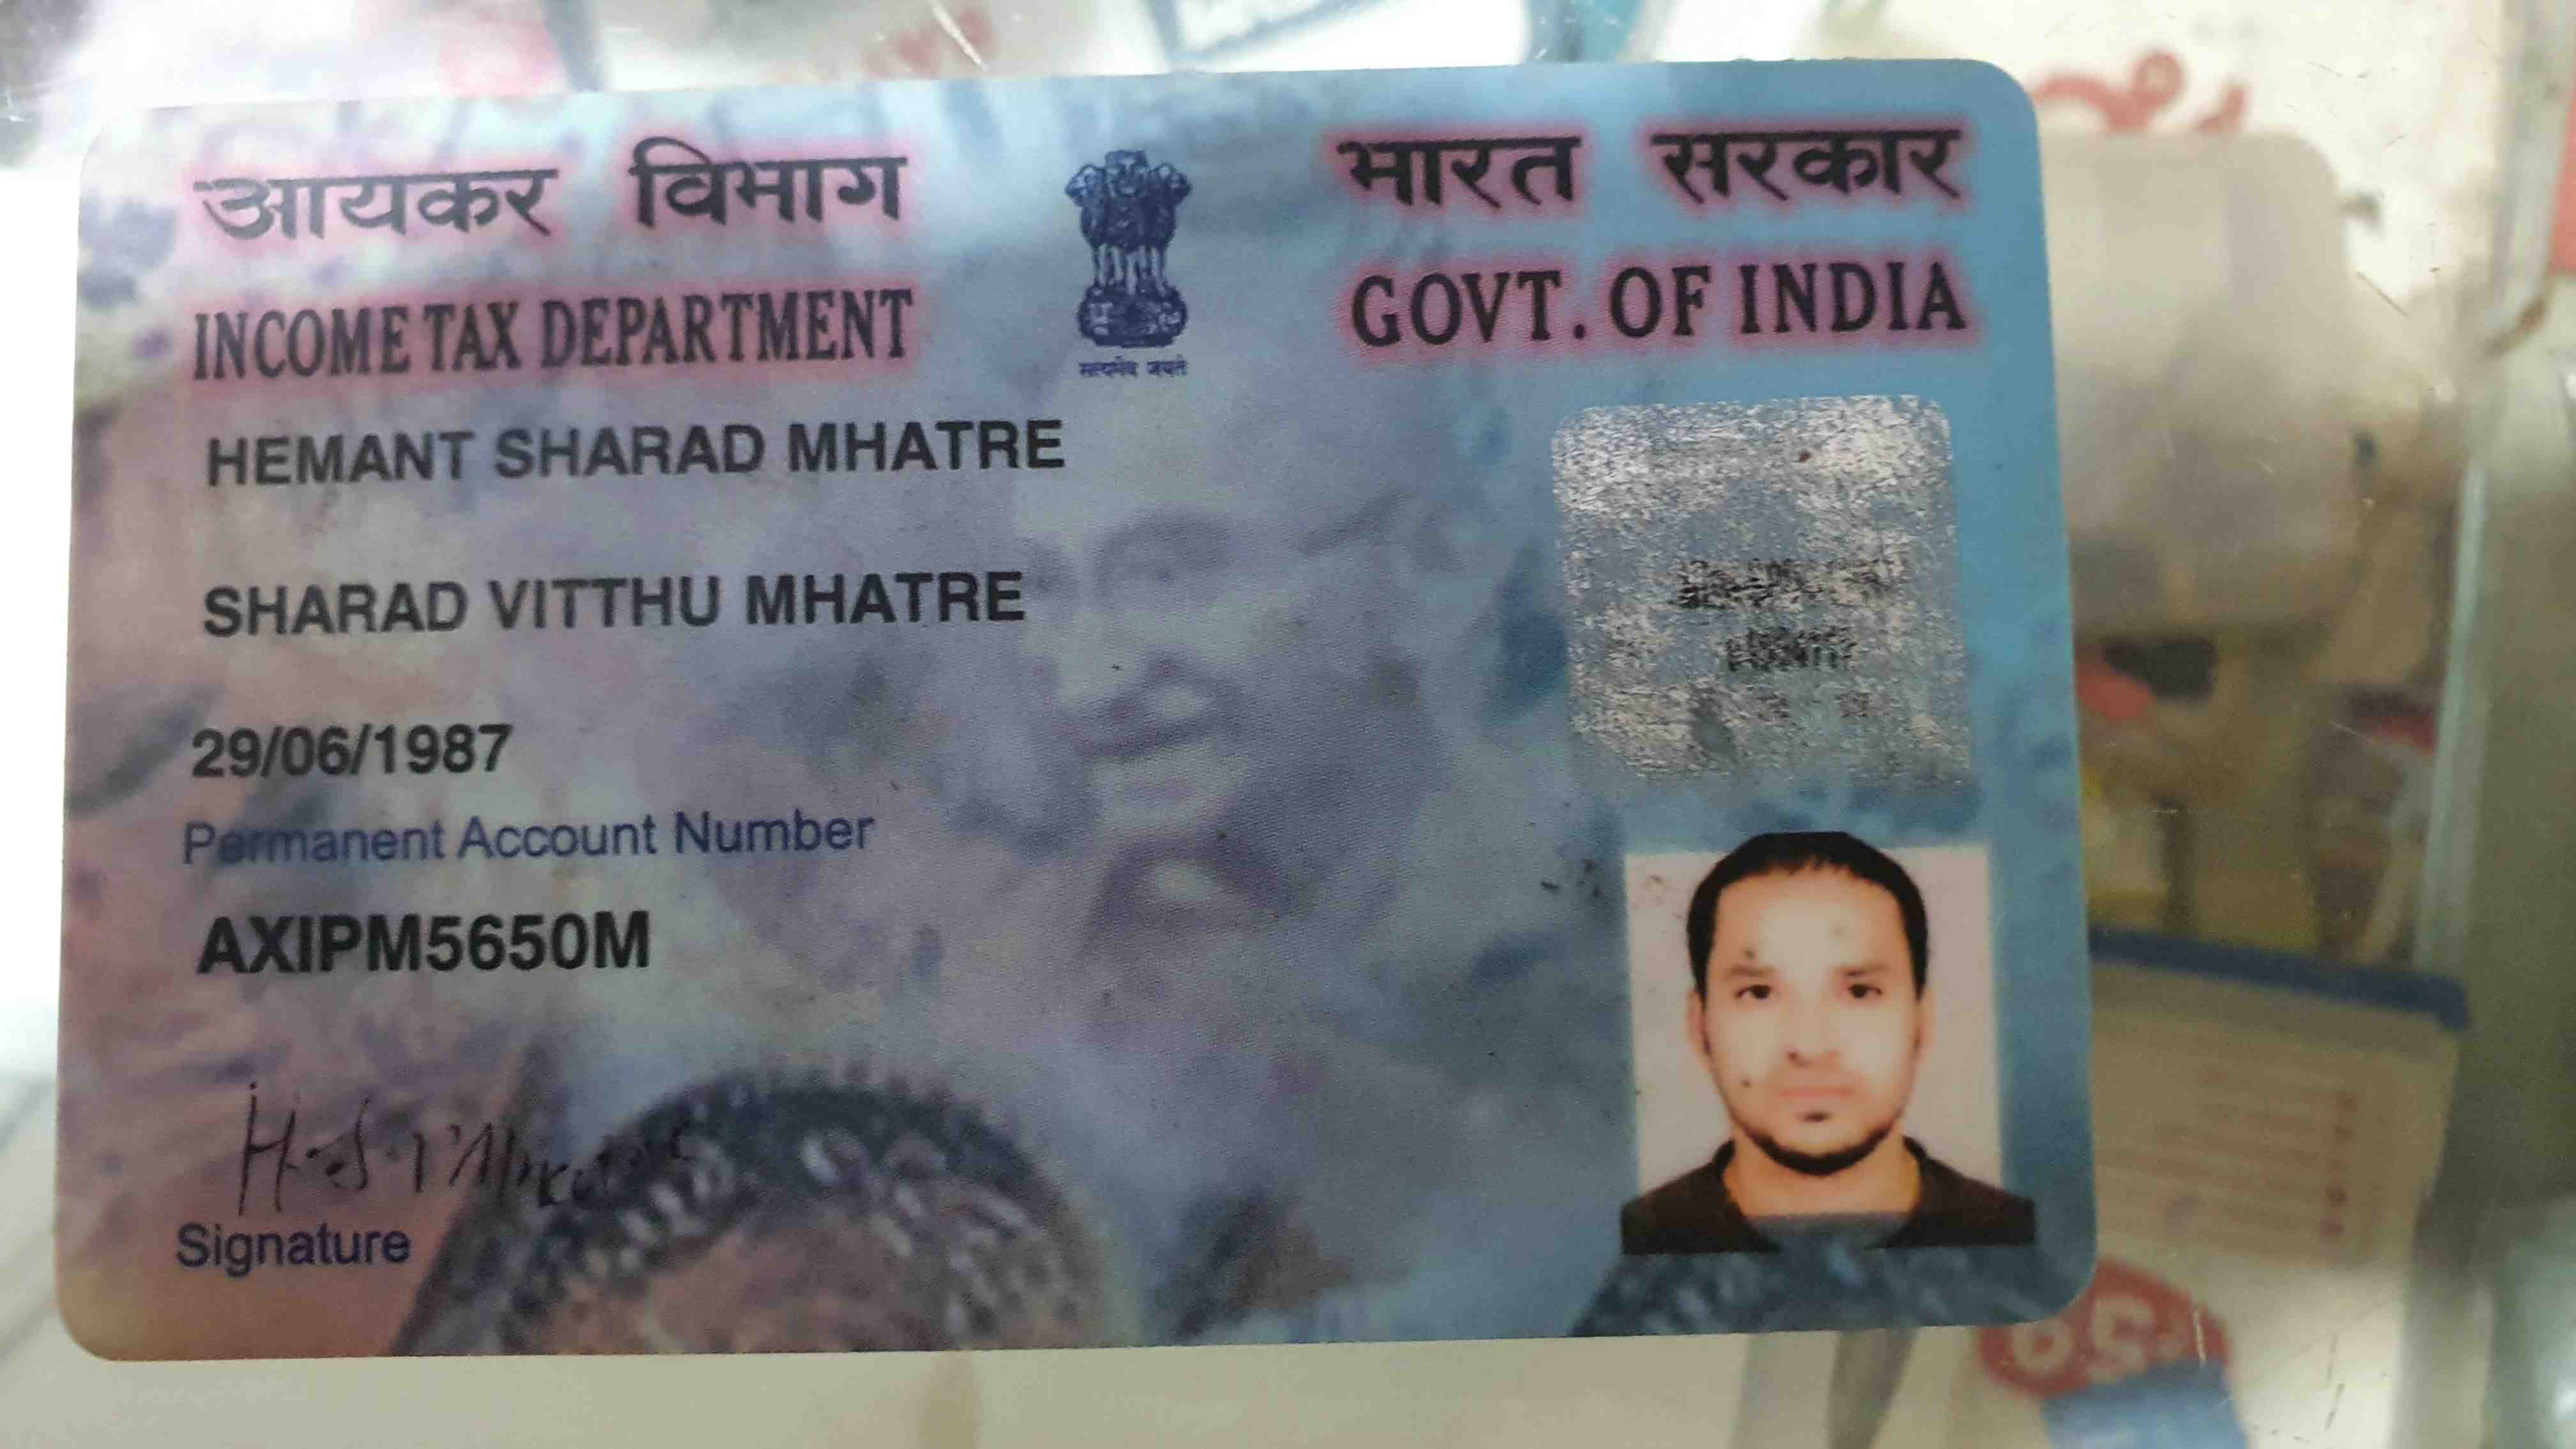 आयकर विभाग
INCOME TAX DEPARTMENT
सत्यमेव जयते
भारत सरकार
GOVT. OF INDIA
HEMANT SHARAD MHATRE
SHARAD VITTHU MHATRE
29/06/1987
Permanent Account Number
AXIPM5650M
Signature